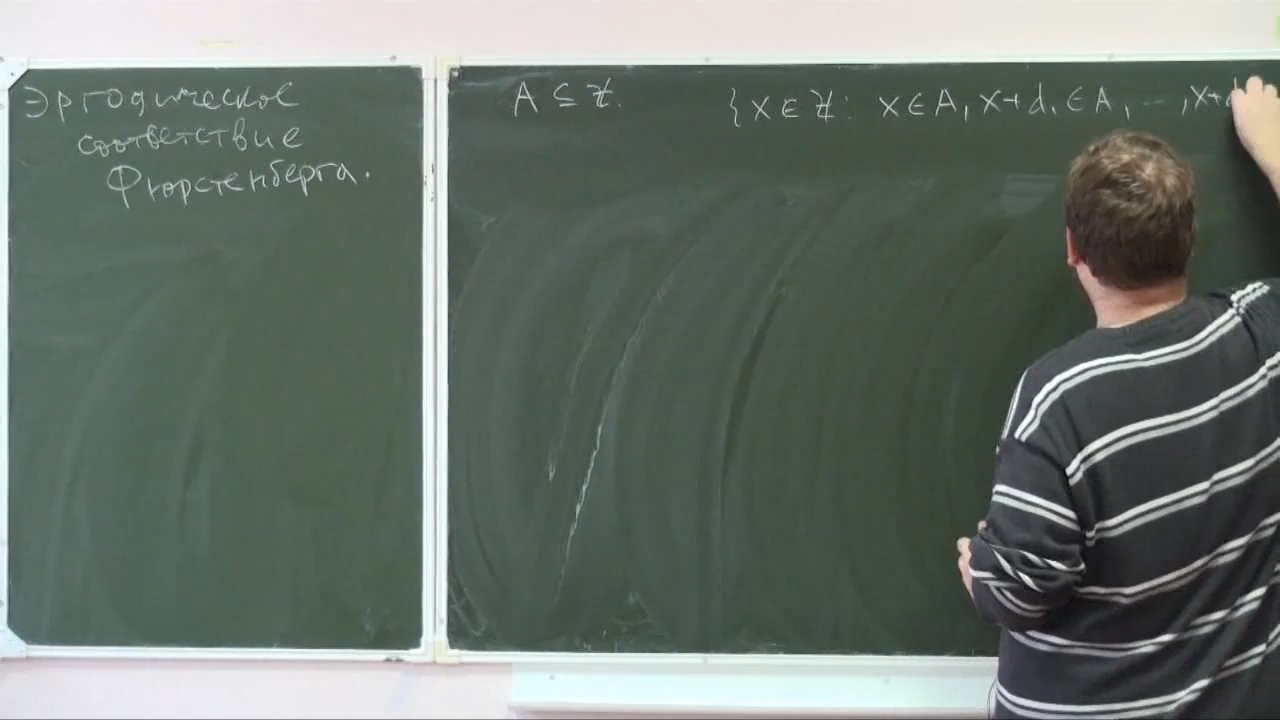 Эргодическое
соответствие
Фюрстенберга.
A ⊆ ℤ.
{x ∈ ℤ: x ∈ A, x+d₁ ∈ A, ..., x+d